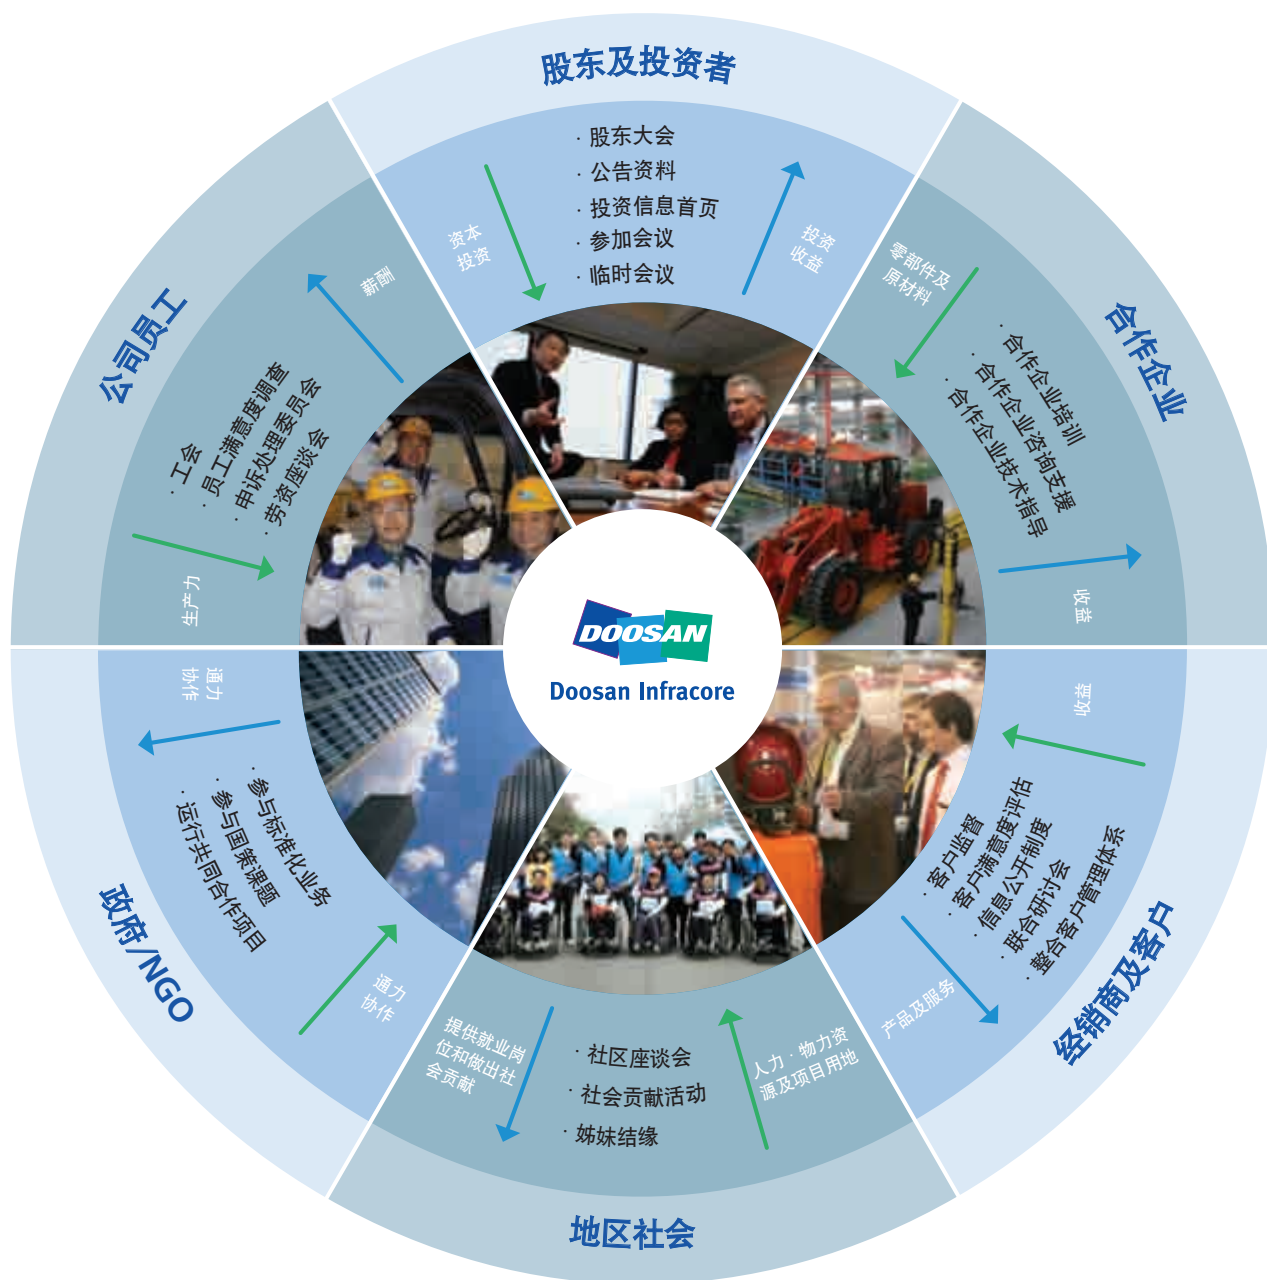 股东及投资者
· 股东大会
· 公告资料
· 投资信息首页
· 参加会议
· 临时会议
资本
投资
投资
收益
合作企业
零部件及
原材料
· 合作企业培训
· 合作企业咨询支援
· 合作企业技术指导
收益
经销商及客户
收益
· 客户监督
· 客户满意度评估
· 信息公开制度
· 联合研讨会
· 整合客户管理体系
产品及服务
地区社会
人力 · 物力资
源及项目用地
· 社区座谈会
· 社会贡献活动
· 姊妹结缘
提供就业岗
位和做出社
会贡献
政府/NGO
通力
协作
· 参与标准化业务
· 参与国策课题
· 运行共同合作项目
通力
协作
公司员工
生产力
· 工会
· 员工满意度调查
· 申诉处理委员会
· 劳资座谈会
薪酬
DOOSAN
Doosan Infracore